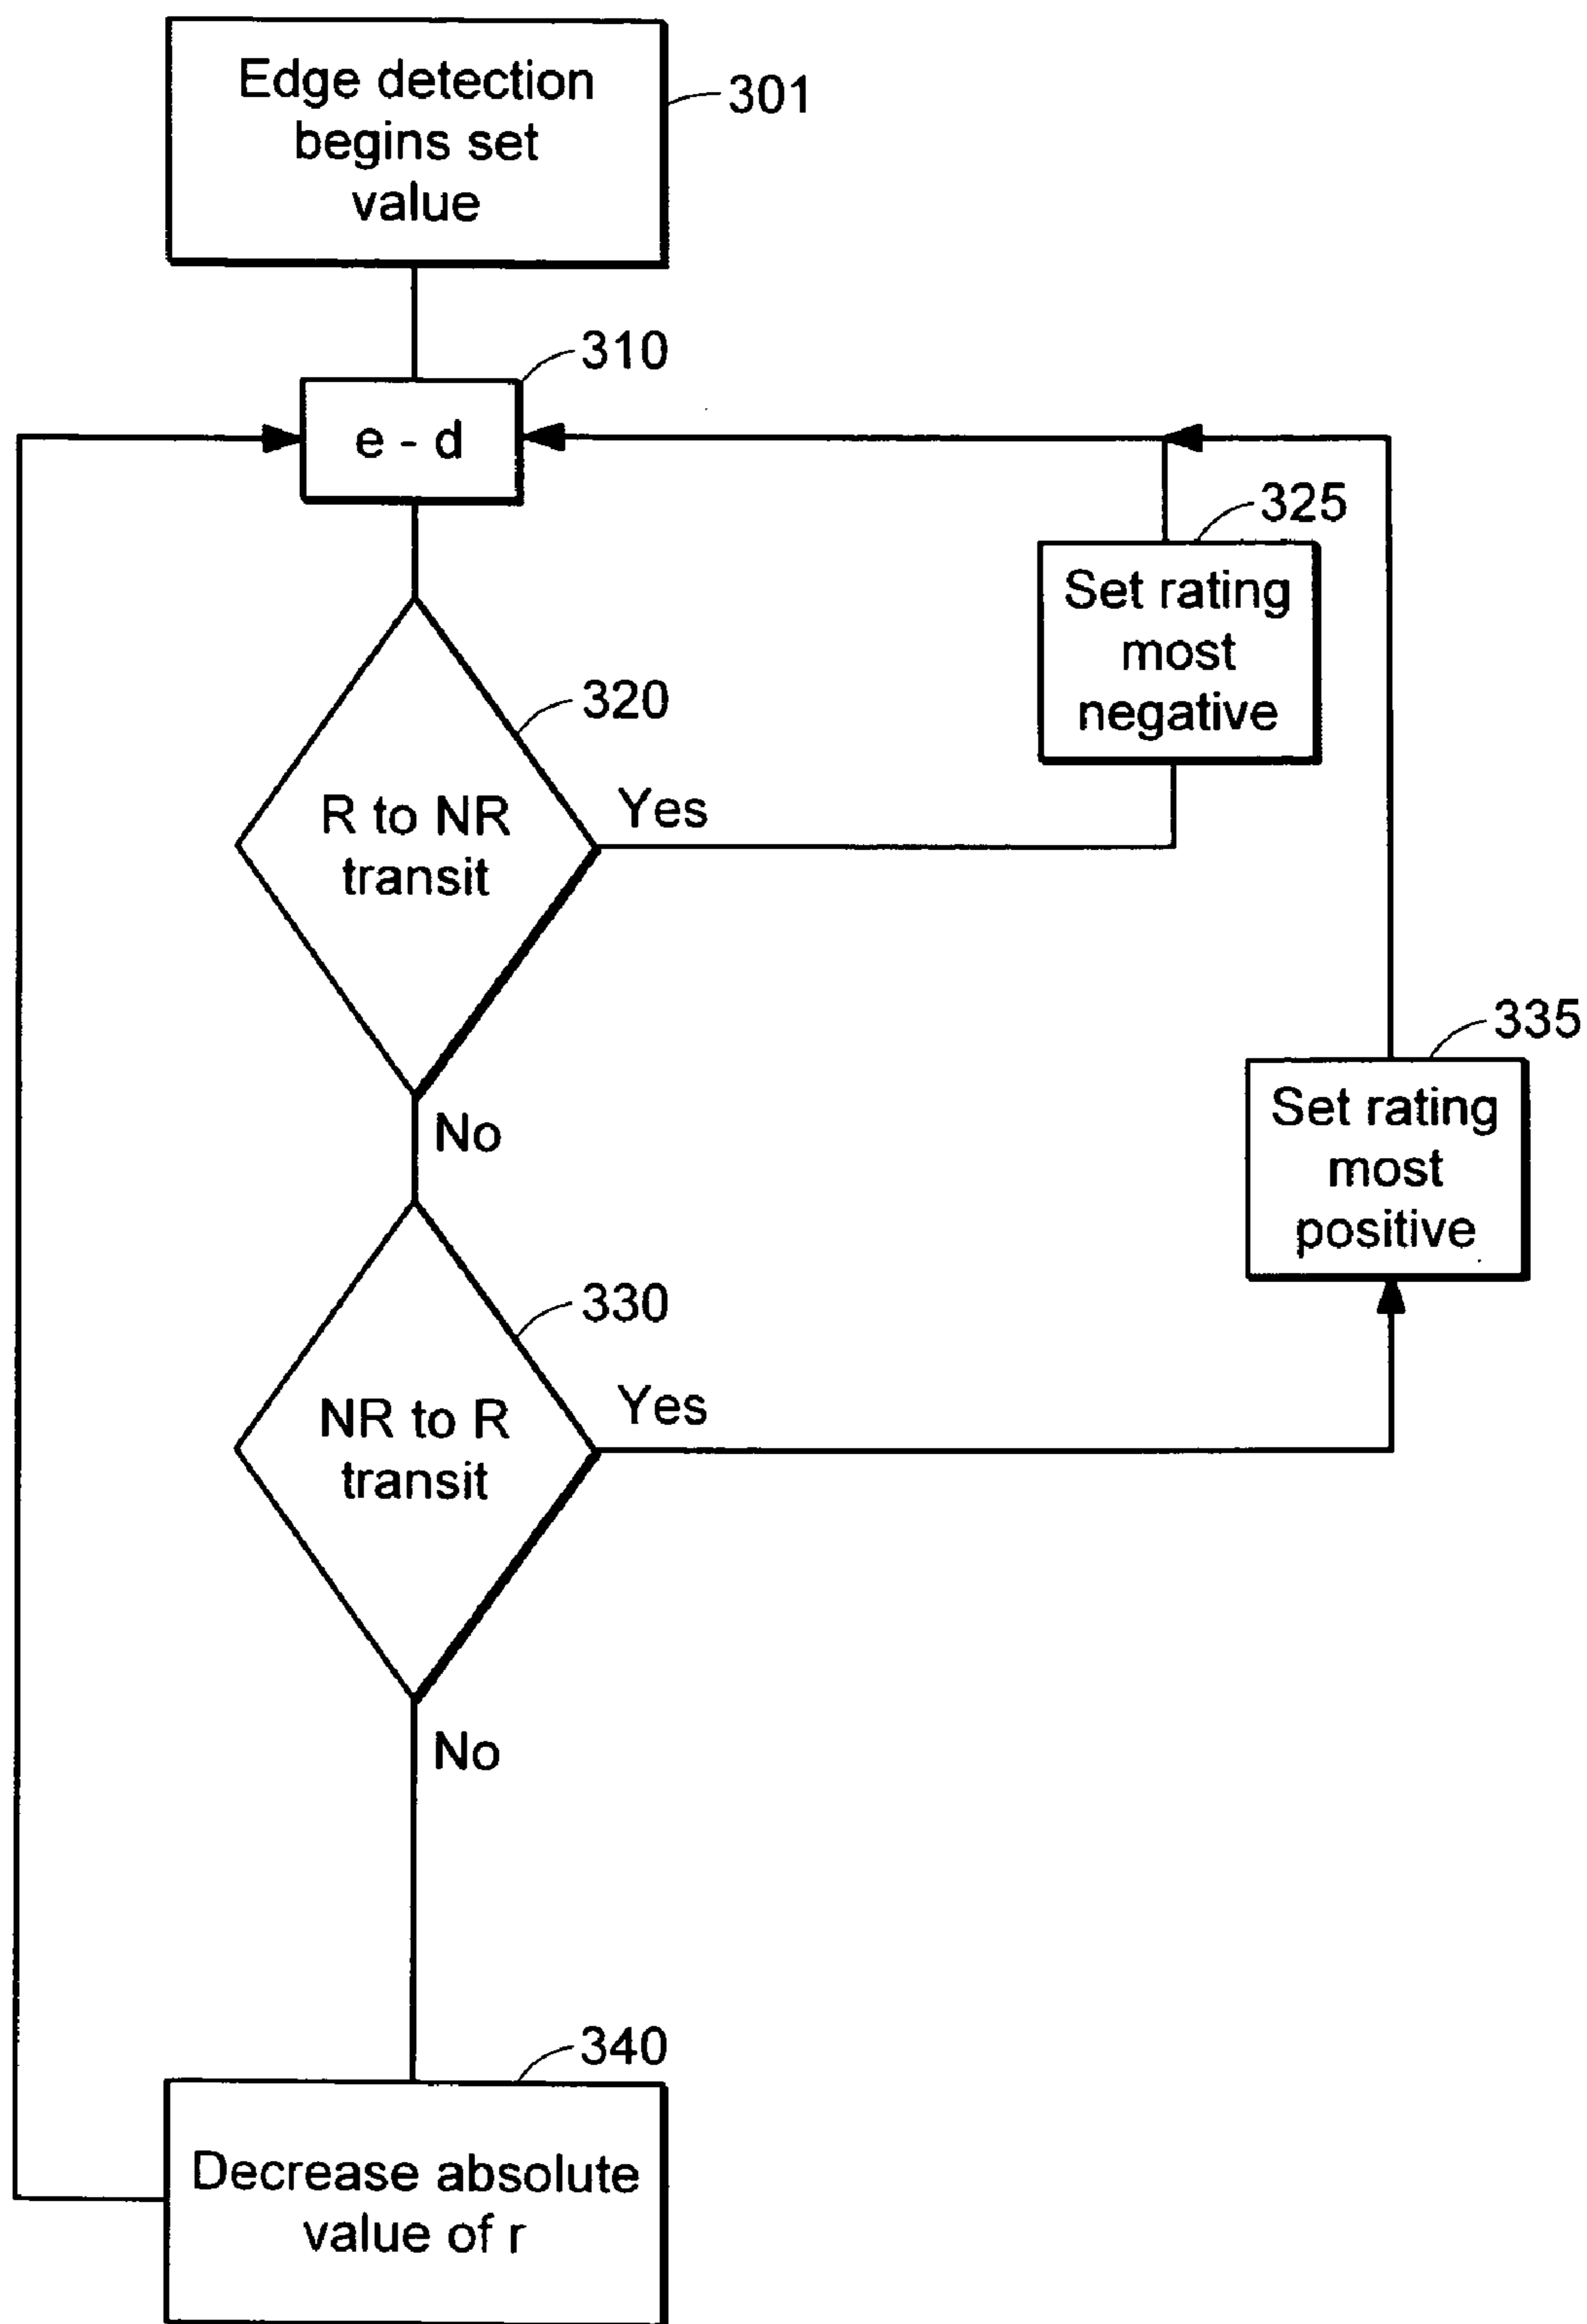 Edge detection
begins set
value
301
310
e - d
325
Set rating
most
negative
320
R to NR
transit
Yes
No
335
Set rating
most
positive
330
NR to R
transit
Yes
No
340
Decrease absolute
value of r